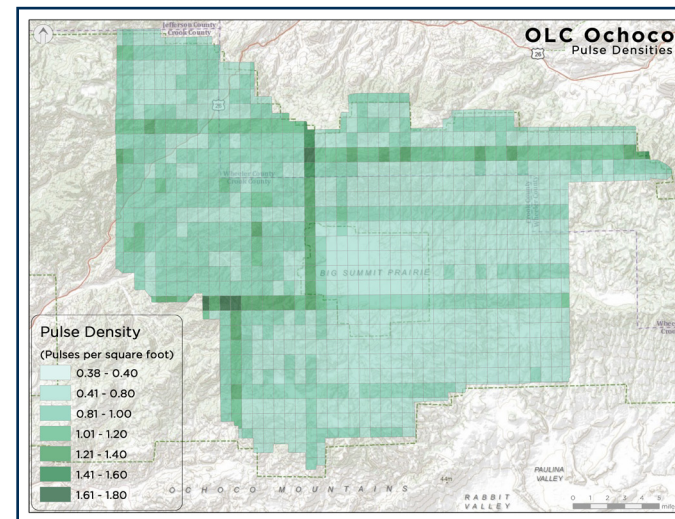 Jefferson County
Crook County
OLC Ochoco
Pulse Densities
26
26
Wheeler County
Crook County
BIG SUMMIT PRAIRIE
Pulse Density
(Pulses per square foot)
0.38 - 0.40
0.41 - 0.80
0.81 - 1.00
1.01 - 1.20
1.21 - 1.40
1.41 - 1.60
1.61 - 1.80
OCHOCO MOUNTAINS
PAULINA
VALLEY
RABBIT
VALLEY
0 1 2 3 4 5